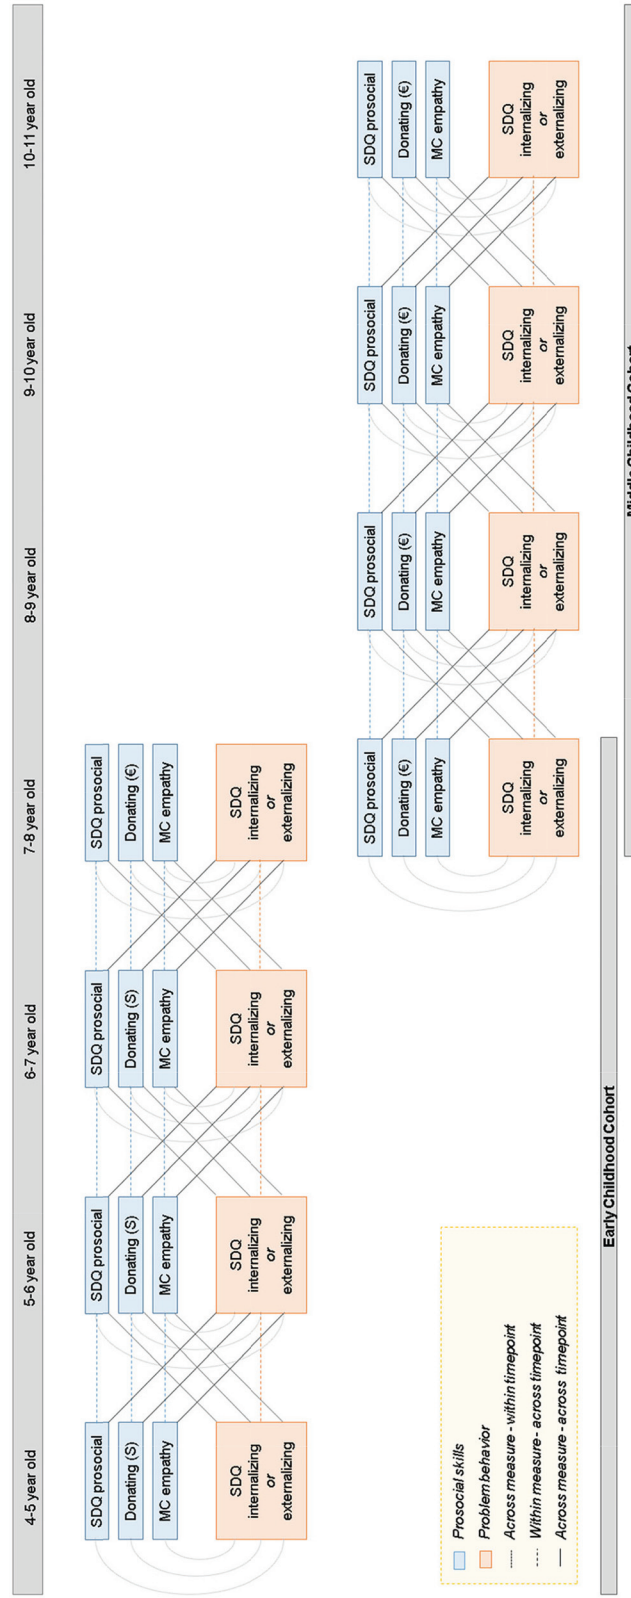 4-5 year old
5-6 year old
6-7 year old
7-8 year old
8-9 year old
9-10 year old
10-11 year old
SDQ prosocial
Donating (S)
MC empathy
SDQ
internalizing
or
externalizing
SDQ prosocial
Donating (S)
MC empathy
SDQ
internalizing
or
externalizing
SDQ prosocial
Donating (S)
MC empathy
SDQ
internalizing
or
externalizing
SDQ prosocial
Donating (€)
MC empathy
SDQ
internalizing
or
externalizing
SDQ prosocial
Donating (€)
MC empathy
SDQ
internalizing
or
externalizing
SDQ prosocial
Donating (€)
MC empathy
SDQ
internalizing
or
externalizing
SDQ prosocial
Donating (€)
MC empathy
SDQ
internalizing
or
externalizing
SDQ prosocial
Donating (€)
MC empathy
SDQ
internalizing
or
externalizing
Prosocial skills
Problem behavior
Across measure - within timepoint
Within measure - across timepoint
Across measure - across timepoint
Early Childhood Cohort